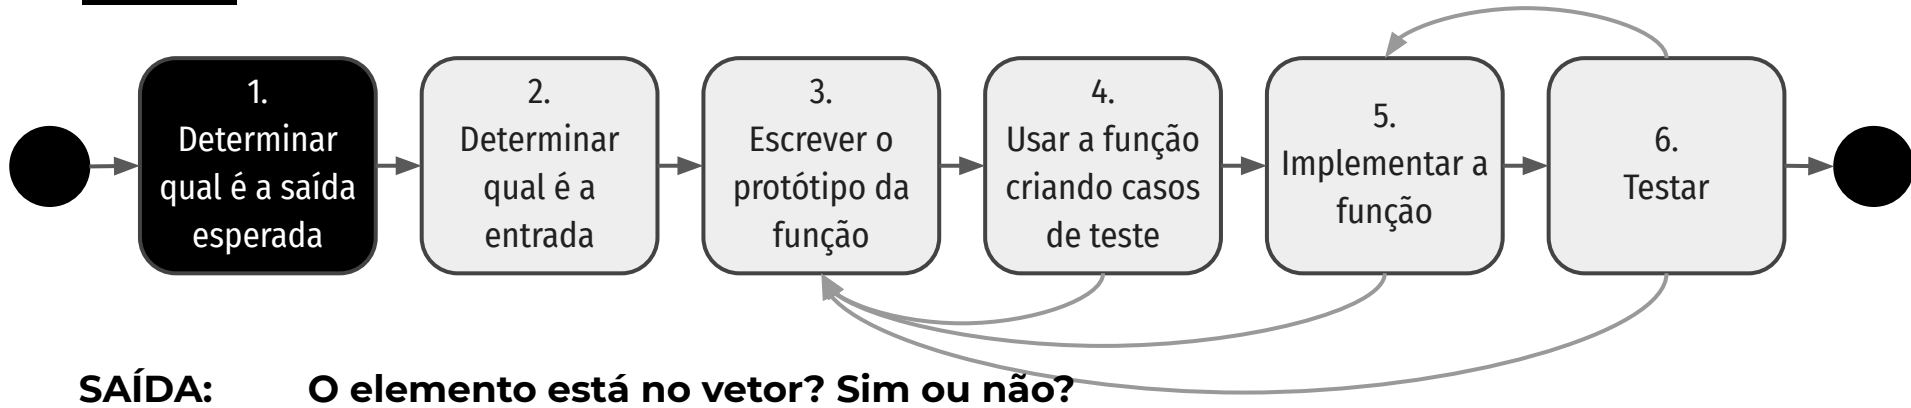 1.
Determinar
qual é a saída
esperada
2.
Determinar
qual é a
entrada
3.
Escrever o
protótipo da
função
4.
Usar a função
criando casos
de teste
5.
Implementar a
função
6.
Testar
SAÍDA: O elemento está no vetor? Sim ou não?